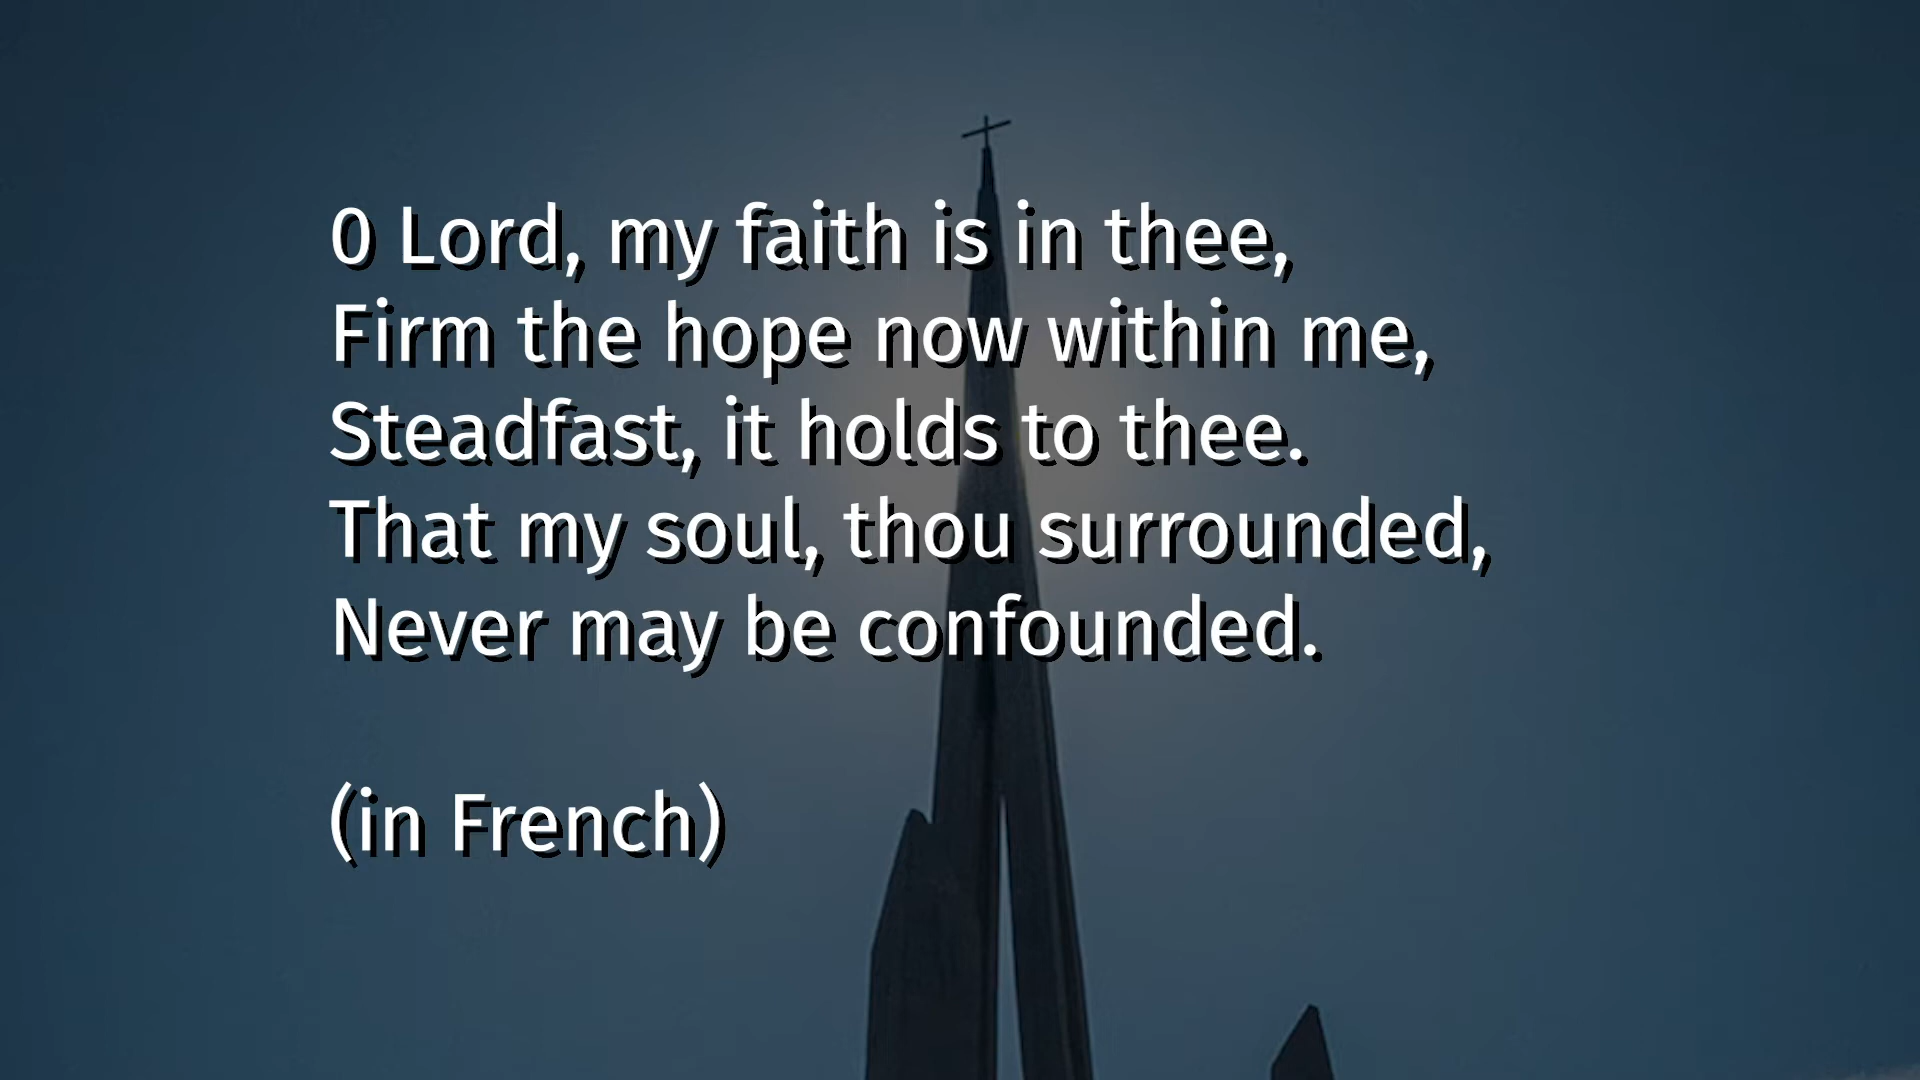 0 Lord, my faith is in thee,
Firm the hope now within me,
Steadfast, it holds to thee.
That my soul, thou surrounded,
Never may be confounded.
(in French)